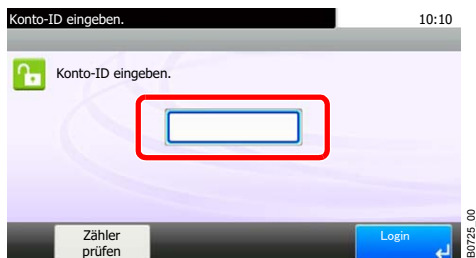 Konto-ID eingeben. 10:10
Konto-ID eingeben.
Zähler
prüfen
Login
B0725_00